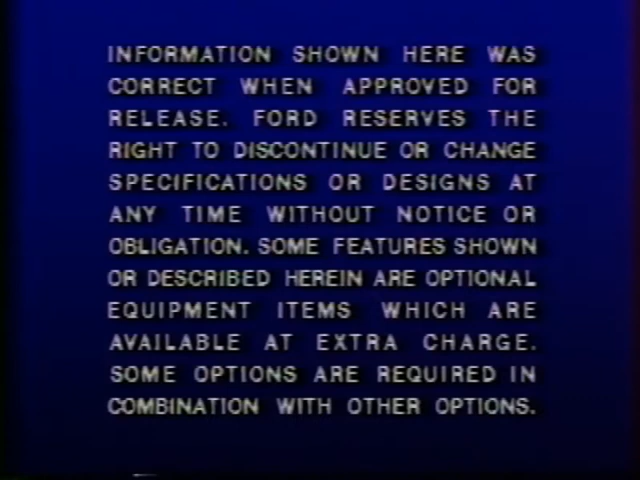 INFORMATION SHOWN HERE WAS
CORRECT WHEN APPROVED FOR
RELEASE. FORD RESERVES THE
RIGHT TO DISCONTINUE OR CHANGE
SPECIFICATIONS OR DESIGNS AT
ANY TIME WITHOUT NOTICE OR
OBLIGATION. SOME FEATURES SHOWN
OR DESCRIBED HEREIN ARE OPTIONAL
EQUIPMENT ITEMS WHICH ARE
AVAILABLE AT EXTRA CHARGE.
SOME OPTIONS ARE REQUIRED IN
COMBINATION WITH OTHER OPTIONS.